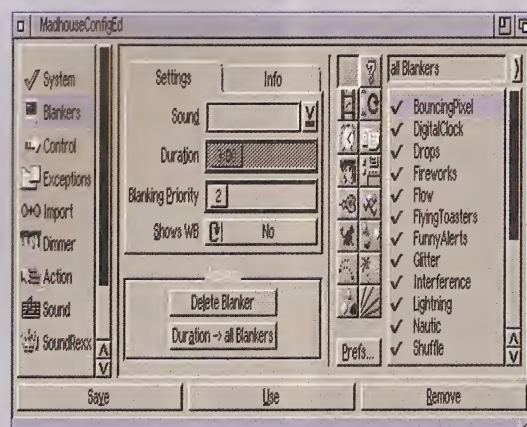 MadhouseConfigEd
System
Blankers
Control
Exceptions
Import
Dimmer
Action
Sound
SoundRexx
Settings
Info
Sound
Duration
Blanking Priority
2
Shows WB
No
Delete Blanker
Duration -> all Blankers
Prefs...
all Blankers
BouncingPixel
DigitalClock
Drops
Fireworks
Flow
FlyingToasters
FunnyAlerts
Glitter
Interference
Lightning
Nautic
Shuffle
Save
Use
Remove